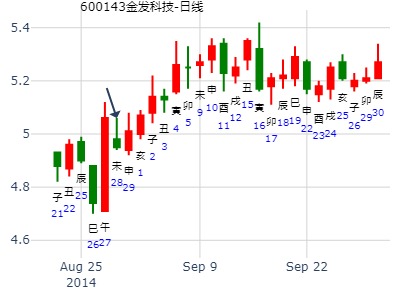 600143金发科技-日线
5.4
5.2
5
4.8
4.6
子
21
丑
22
辰
25
巳
26
午
27
未
28
申
29
亥
1
子
2
丑
3
寅
4
卯
5
未
9
申
10
酉
11
戌
12
丑
15
寅
16
卯
17
辰
18
巳
19
申
22
酉
23
戌
24
亥
25
子
26
卯
29
辰
30
Aug 25
2014
Sep 9
Sep 22